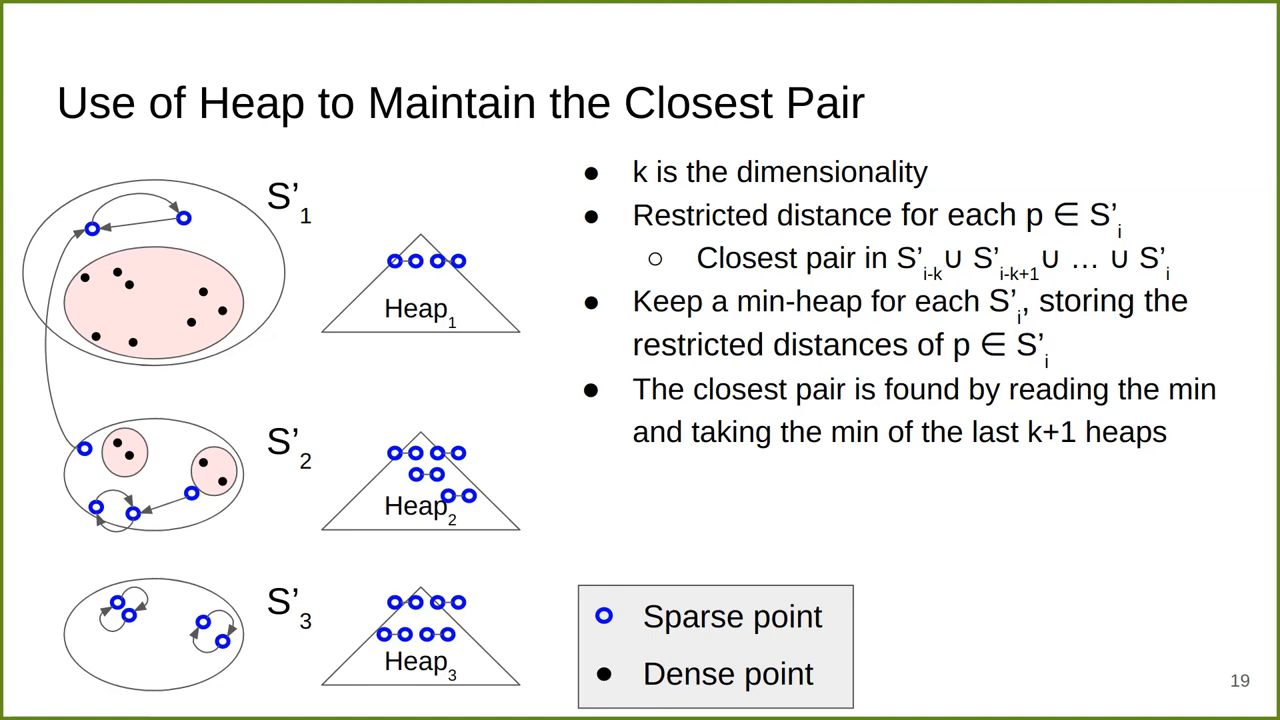 Use of Heap to Maintain the Closest Pair
S’1
Heap1
S’2
Heap2
S’3
Heap3
● k is the dimensionality
● Restricted distance for each p ∈ S’i
○ Closest pair in S’i-k ∪ S’i-k+1 ∪ … ∪ S’i
● Keep a min-heap for each S’i, storing the
restricted distances of p ∈ S’i
● The closest pair is found by reading the min
and taking the min of the last k+1 heaps
Sparse point
Dense point
19